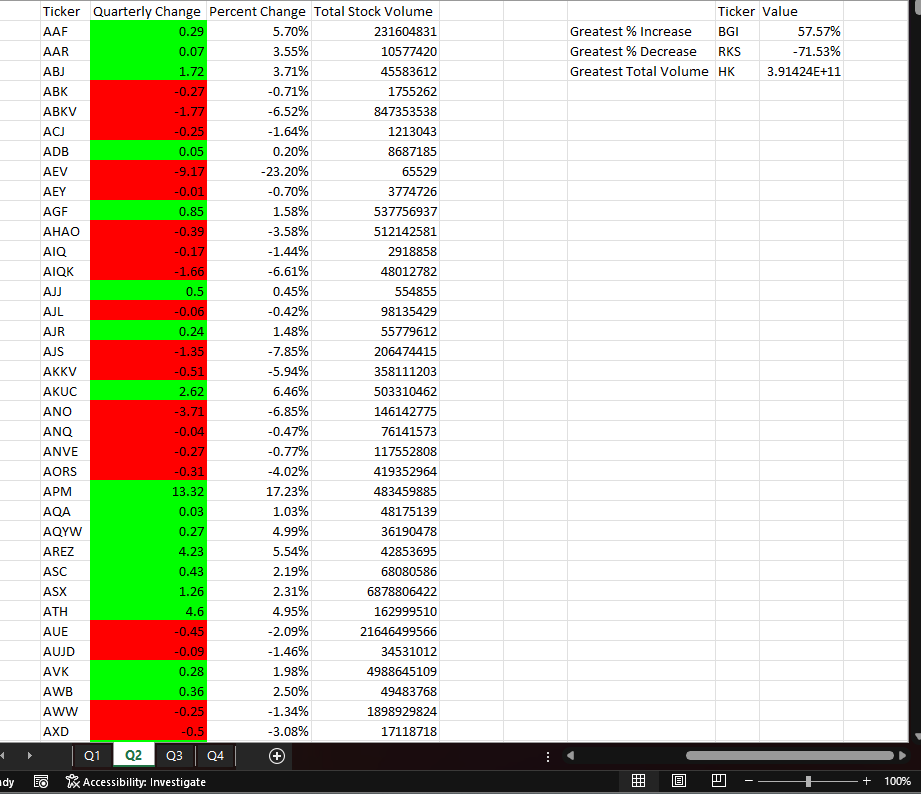 Ticker Quarterly Change Percent Change Total Stock Volume Ticker Value
AAF 0.29 5.70% 231604831 Greatest % Increase BGI 57.57%
AAR 0.07 3.55% 10577420 Greatest % Decrease RKS -71.53%
ABJ 1.72 3.71% 45583612 Greatest Total Volume HK 3.91424E+11
ABK -0.27 -0.71% 1755262
ABKV -1.77 -6.52% 847353538
ACJ -0.25 -1.64% 1213043
ADB 0.05 0.20% 8687185
AEV -9.17 -23.20% 65529
AEY -0.01 -0.70% 3774726
AGF 0.85 1.58% 537756937
AHAO -0.39 -3.58% 512142581
AIQ -0.17 -1.44% 2918858
AIQK -1.66 -6.61% 48012782
AJJ 0.5 0.45% 554855
AJL -0.06 -0.42% 98135429
AJR 0.24 1.48% 55779612
AJS -1.35 -7.85% 206474415
AKKV -0.51 -5.94% 358111203
AKUC 2.62 6.46% 503310462
ANO -3.71 -6.85% 146142775
ANQ -0.04 -0.47% 76141573
ANVE -0.27 -0.77% 117552808
AORS -0.31 -4.02% 419352964
APM 13.32 17.23% 483459885
AQA 0.03 1.03% 48175139
AQYW 0.27 4.99% 36190478
AREZ 4.23 5.54% 42853695
ASC 0.43 2.19% 68080586
ASX 1.26 2.31% 6878806422
ATH 4.6 4.95% 162999510
AUE -0.45 -2.09% 21646499566
AUJD -0.09 -1.46% 34531012
AVK 0.28 1.98% 4988645109
AWB 0.36 2.50% 49483768
AWW -0.25 -1.34% 1898929824
AXD -0.5 -3.08% 17118718
Q1 Q2 Q3 Q4
dy Accessibility: Investigate 100%